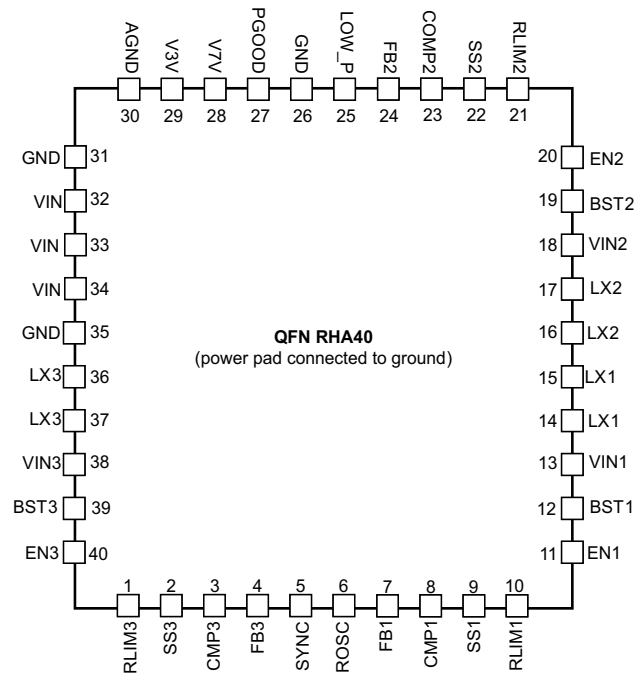 AGND
V3V
V7V
PGOOD
GND
LOW_P
FB2
COMP2
SS2
RLIM2
30
29
28
27
26
25
24
23
22
21
GND 31
VIN 32
VIN 33
VIN 34
GND 35
LX3 36
LX3 37
VIN3 38
BST3 39
EN3 40
QFN RHA40
(power pad connected to ground)
20 EN2
19 BST2
18 VIN2
17 LX2
16 LX2
15 LX1
14 LX1
13 VIN1
12 BST1
11 EN1
1
2
3
4
5
6
7
8
9
10
RLIM3
SS3
CMP3
FB3
SYNC
ROSC
FB1
CMP1
SS1
RLIM1